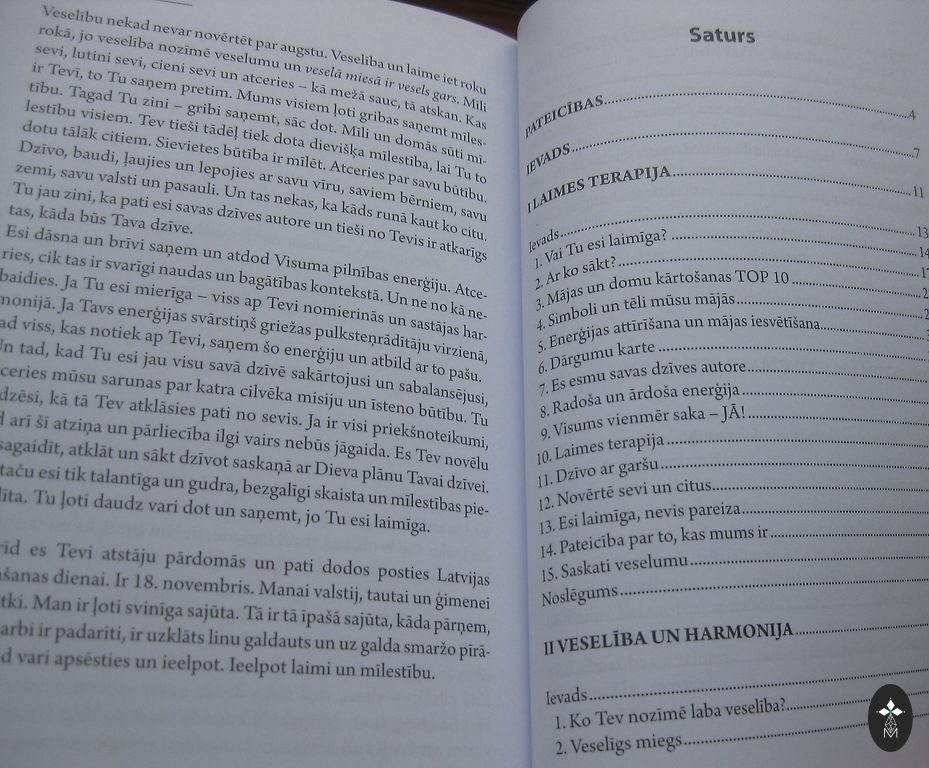 Veselību nekad nevar novērtēt par augstu. Veselība un laime iet roku
rokā, jo veselība nozīmē veselumu un veselā miesā ir vesels gars. Mīli
sevi, lutini sevi, cieni sevi un atceries – kā mežā sauc, tā atskan. Kas
ir Tevī, to Tu saņem pretim. Mums visiem ļoti gribas saņemt mīles-
tību. Tagad Tu zini – gribi saņemt, sāc dot. Mīli un domās sūti mī-
lestību visiem. Tev tieši tādēļ tiek dota dievišķa mīlestība, lai Tu to
dotu tālāk citiem. Sievietes būtība ir mīlēt. Atceries par savu būtību.
Dzīvo, baudi, ļaujies un lepojies ar savu vīru, saviem bērniem, savu
zemi, savu valsti un pasauli. Un tas nekas, ka kāds runā kaut ko citu.
Tu jau zini, ka pati esi savas dzīves autore un tieši no Tevis ir atkarīgs
tas, kāda būs Tava dzīve.
Esi dāsna un brīvi saņem un atdod Visuma pilnības enerģiju. Atce-
ries, cik tas ir svarīgi naudas un bagātības kontekstā. Un ne no kā ne-
baidies. Ja Tu esi mierīga – viss ap Tevi nomierinās un sastājas har-
monijā. Ja Tavs enerģijas svārstiņš griežas pulksteņrādītāju virzienā,
ad viss, kas notiek ap Tevi, saņem šo enerģiju un atbild ar to pašu.
Un tad, kad Tu esi jau visu savā dzīvē sakārtojusi un sabalansējusi,
ceries mūsu sarunas par katra cilvēka misiju un īsteno būtību. Tu
dzēsi, kā tā Tev atklāsies pati no sevis. Ja ir visi priekšnoteikumi,
d arī šī atziņa un pārliecība ilgi vairs nebūs jāgaida. Es Tev novēlu
sagaidīt, atklāt un sākt dzīvot saskaņā ar Dieva plānu Tavai dzīvei.
taču esi tik talantīga un gudra, bezgalīgi skaista un mīlestības pie-
līta. Tu ļoti daudz vari dot un saņemt, jo Tu esi laimīga.
rīd es Tevi atstāju pārdomās un pati dodos posties Latvijas
šanas dienai. Ir 18. novembris. Manai valstij, tautai un ģimenei
tki. Man ir ļoti svinīga sajūta. Tā ir tā īpašā sajūta, kāda pārņem,
arbi ir padarīti, ir uzklāts linu galdauts un uz galda smaržo pīrā-
d vari apsēsties un ieelpot. Ieelpot laimi un mīlestību.
Saturs
PATEICĪBAS 4
IEVADS 7
I LAIMES TERAPIJA 11
Ievads 13
1. Vai Tu esi laimīga? 14
2. Ar ko sākt? 17
3. Mājas un domu kārtošanas TOP 10
4. Simboli un tēli mūsu mājās
5. Enerģijas attīrīšana un mājas iesvētīšana
6. Dārgumu karte
7. Es esmu savas dzīves autore
8. Radoša un ārdoša enerģija
9. Visums vienmēr saka – JĀ!
10. Laimes terapija
11. Dzīvo ar garšu
12. Novērtē sevi un citus
13. Esi laimīga, nevis pareiza
14. Pateicība par to, kas mums ir
15. Saskati veselumu
Noslēgums
II VESELĪBA UN HARMONIJA
Ievads
1. Ko Tev nozīmē laba veselība?
2. Veselīgs miegs